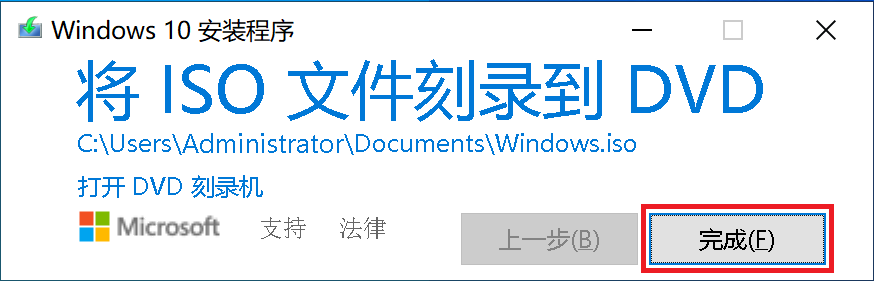 Windows 10 安装程序
将 ISO 文件刻录到 DVD
C:\Users\Administrator\Documents\Windows.iso
打开 DVD 刻录机
Microsoft 支持 法律 上一步(B) 完成(F)